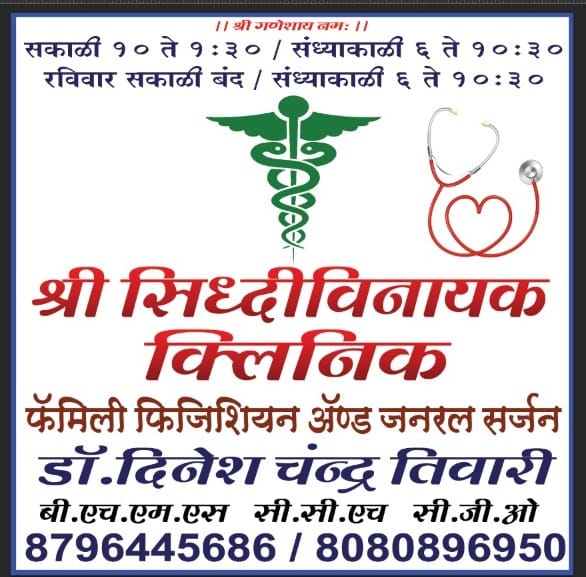 ।। श्री गणेशाय नमः ।।
सकाळी १० ते १:३० / संध्याकाळी ६ ते १०:३०
रविवार सकाळी बंद / संध्याकाळी ६ ते १०:३०
श्री सिध्दीविनायक
क्लिनिक
फॅमिली फिजिशियन ॲण्ड जनरल सर्जन
डॉ.दिनेश चंन्द्र तिवारी
बी.एच.एम.एस सी.सी.एच सी.जी.ओ
8796445686 / 8080896950